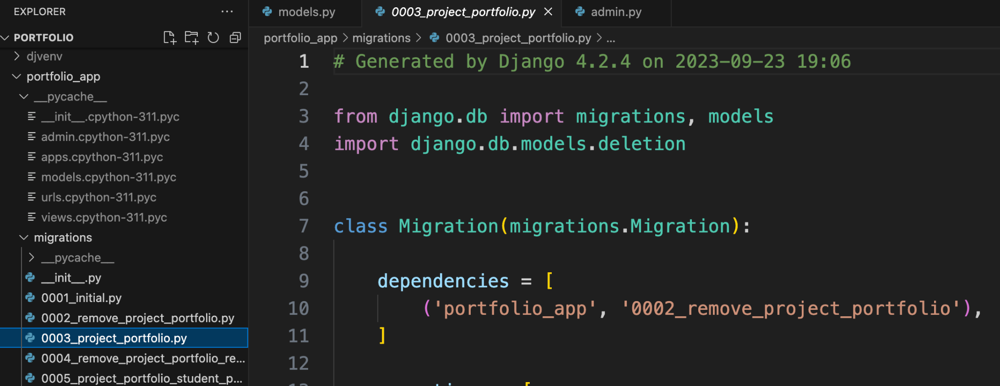 EXPLORER
PORTFOLIO
djvenv
portfolio_app
__pycache__
__init__.cpython-311.pyc
admin.cpython-311.pyc
apps.cpython-311.pyc
models.cpython-311.pyc
urls.cpython-311.pyc
views.cpython-311.pyc
migrations
__pycache__
__init__.py
0001_initial.py
0002_remove_project_portfolio.py
0003_project_portfolio.py
0004_remove_project_portfolio_re...
0005_project_portfolio_student_p...
models.py
0003_project_portfolio.py
admin.py
portfolio_app > migrations > 0003_project_portfolio.py > ...
1 # Generated by Django 4.2.4 on 2023-09-23 19:06
2
3 from django.db import migrations, models
4 import django.db.models.deletion
5
6
7 class Migration(migrations.Migration):
8
9 dependencies = [
10 ('portfolio_app', '0002_remove_project_portfolio'),
11 ]
12